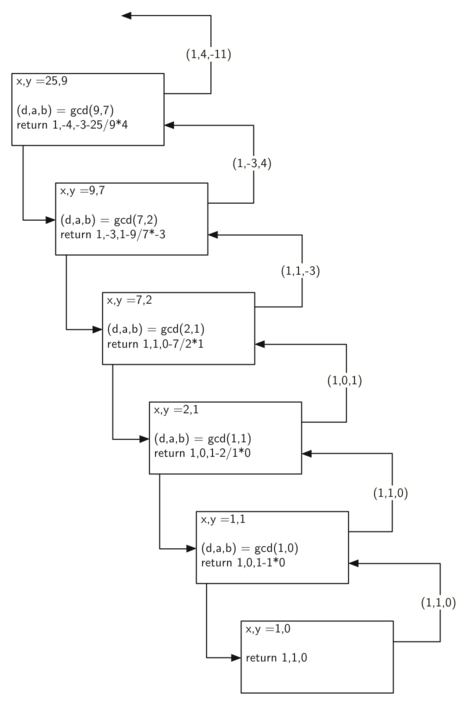 (1,4,-11)
x,y =25,9
(d,a,b) = gcd(9,7)
return 1,-4,-3-25/9*4
(1,-3,4)
x,y =9,7
(d,a,b) = gcd(7,2)
return 1,-3,1-9/7*-3
(1,1,-3)
x,y =7,2
(d,a,b) = gcd(2,1)
return 1,1,0-7/2*1
(1,0,1)
x,y =2,1
(d,a,b) = gcd(1,1)
return 1,0,1-2/1*0
(1,1,0)
x,y =1,1
(d,a,b) = gcd(1,0)
return 1,0,1-1*0
(1,1,0)
x,y =1,0
return 1,1,0